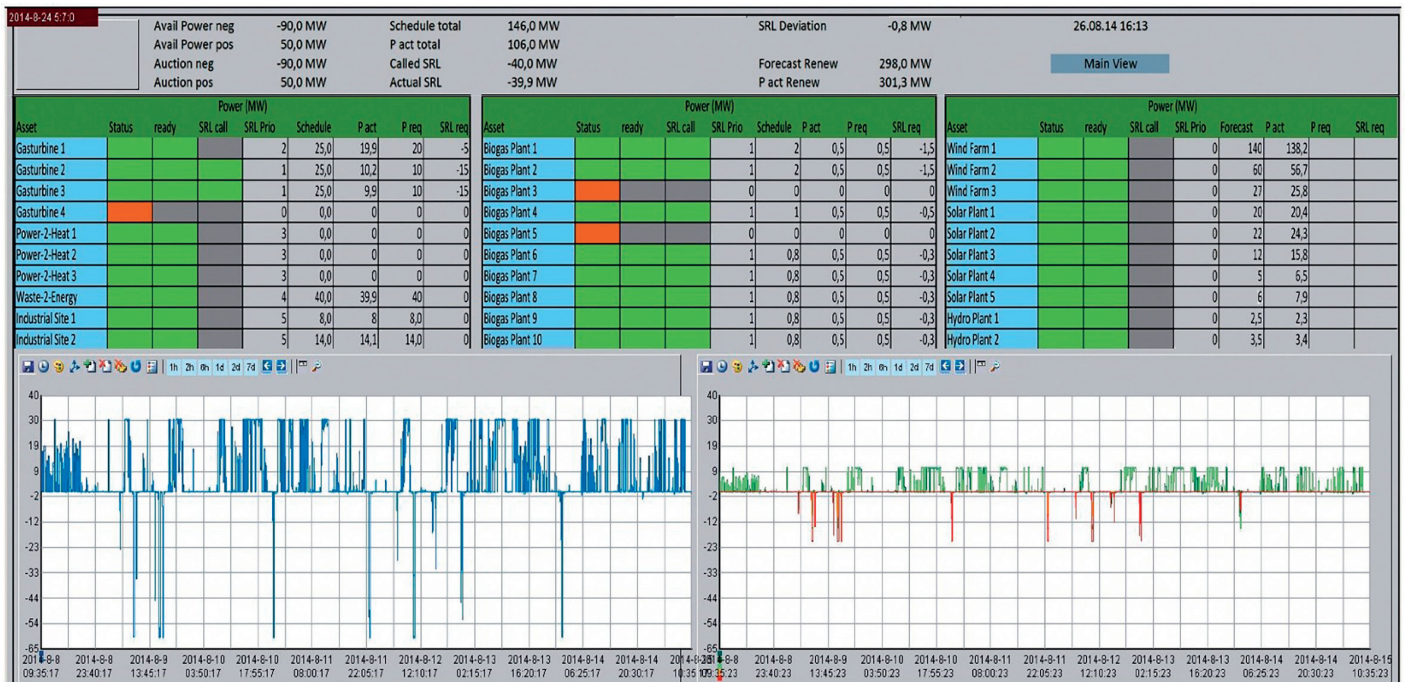 2014-8-24 5:7:0
Avail Power neg -90,0 MW Schedule total 146,0 MW SRL Deviation -0,8 MW 26.08.14 16:13
Avail Power pos 50,0 MW P act total 106,0 MW
Auction neg -90,0 MW Called SRL -40,0 MW Forecast Renew 298,0 MW Main View
Auction pos 50,0 MW Actual SRL -39,9 MW P act Renew 301,3 MW
Power (MW)
Asset Status ready SRL call SRL Prio Schedule P act P req SRL req
Gasturbine 1 2 25,0 19,9 20 -5
Gasturbine 2 1 25,0 10,2 10 -15
Gasturbine 3 1 25,0 9,9 10 -15
Gasturbine 4 0 0,0 0 0 0
Power-2-Heat 1 3 0,0 0 0 0
Power-2-Heat 2 3 0,0 0 0 0
Power-2-Heat 3 3 0,0 0 0 0
Waste-2-Energy 4 40,0 39,9 40 0
Industrial Site 1 5 8,0 8 8,0 0
Industrial Site 2 5 14,0 14,1 14,0 0
Power (MW)
Asset Status ready SRL call SRL Prio Schedule P act P req SRL req
Biogas Plant 1 1 2 0,5 0,5 -1,5
Biogas Plant 2 1 2 0,5 0,5 -1,5
Biogas Plant 3 0 0 0 0 0
Biogas Plant 4 1 1 0,5 0,5 -0,5
Biogas Plant 5 0 0 0 0 0
Biogas Plant 6 1 0,8 0,5 0,5 -0,3
Biogas Plant 7 1 0,8 0,5 0,5 -0,3
Biogas Plant 8 1 0,8 0,5 0,5 -0,3
Biogas Plant 9 1 0,8 0,5 0,5 -0,3
Biogas Plant 10 1 0,8 0,5 0,5 -0,3
Power (MW)
Asset Status ready SRL call SRL Prio Forecast P act P req SRL req
Wind Farm 1 0 140 138,2
Wind Farm 2 0 60 56,7
Wind Farm 3 0 27 25,8
Solar Plant 1 0 20 20,4
Solar Plant 2 0 22 24,3
Solar Plant 3 0 12 15,8
Solar Plant 4 0 5 6,5
Solar Plant 5 0 6 7,9
Hydro Plant 1 0 2,5 2,3
Hydro Plant 2 0 3,5 3,4
1h 2h 6h 1d 2d 7d
40
30
19
9
-2
-12
-23
-33
-44
-54
-65
2014-8-8 2014-8-8 2014-8-9 2014-8-10 2014-8-10 2014-8-11 2014-8-11 2014-8-12 2014-8-13 2014-8-13 2014-8-14 2014-8-14
09:35:17 23:40:17 13:45:17 03:50:17 17:55:17 08:00:17 22:05:17 12:10:17 02:15:17 16:20:17 06:25:17 20:30:17 10:35
1h 2h 6h 1d 2d 7d
40
30
19
9
-2
-12
-23
-33
-44
-54
-65
2014-8-8 2014-8-9 2014-8-10 2014-8-10 2014-8-11 2014-8-11 2014-8-12 2014-8-13 2014-8-13 2014-8-14 2014-8-14 2014-8-15
23:40:23 13:45:23 03:50:23 17:55:23 08:00:23 22:05:23 12:10:23 02:15:23 16:20:23 06:25:23 20:30:23 10:35:23